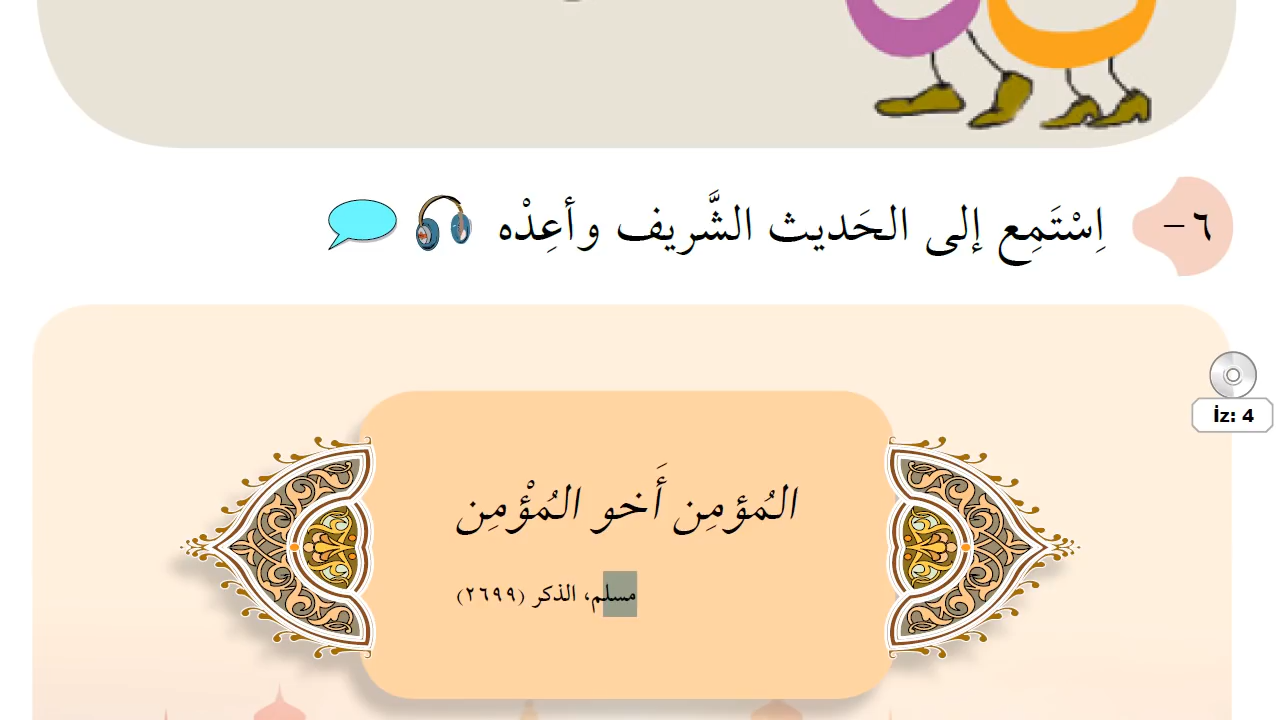 ٦- اِسْتَمِع إلى الحَديث الشَّريف وأعِدْه
İz: 4
المُؤمِن أَخو المُؤْمِن
مسلم، الذكر (٢٦٩٩)